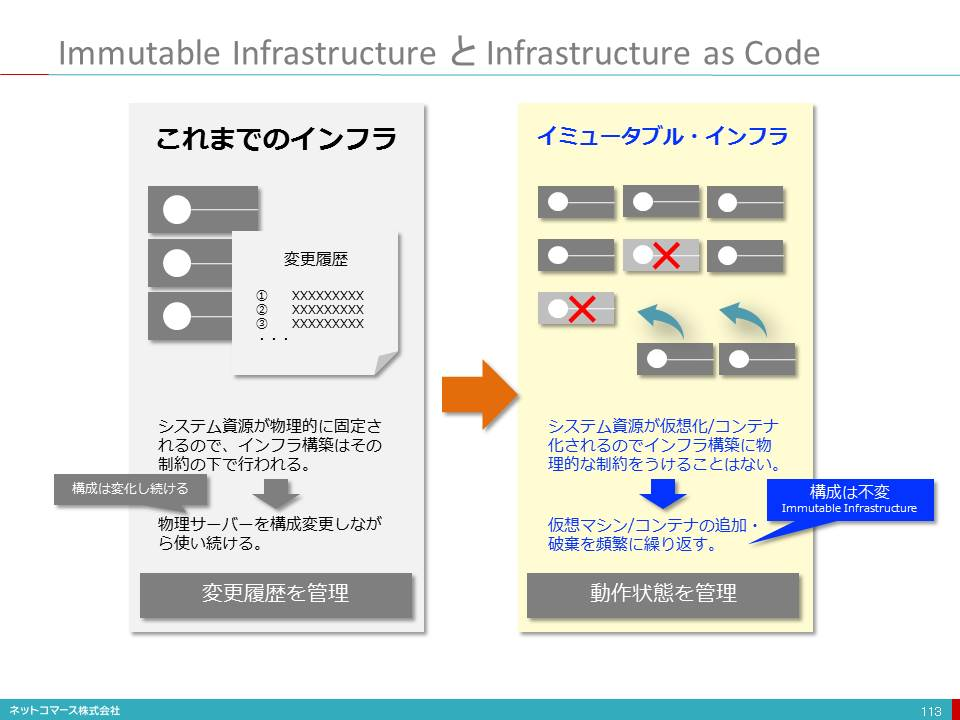 Immutable Infrastructure と Infrastructure as Code
これまでのインフラ
変更履歴
① XXXXXXXXX
② XXXXXXXXX
③ XXXXXXXXX
・・・
システム資源が物理的に固定さ
れるので、インフラ構築はその
制約の下で行われる。
構成は変化し続ける
物理サーバーを構成変更しなが
ら使い続ける。
変更履歴を管理
イミュータブル・インフラ
システム資源が仮想化/コンテナ
化されるのでインフラ構築に物
理的な制約をうけることはない。
構成は不変
Immutable Infrastructure
仮想マシン/コンテナの追加・
破棄を頻繁に繰り返す。
動作状態を管理
ネットコマース株式会社
113